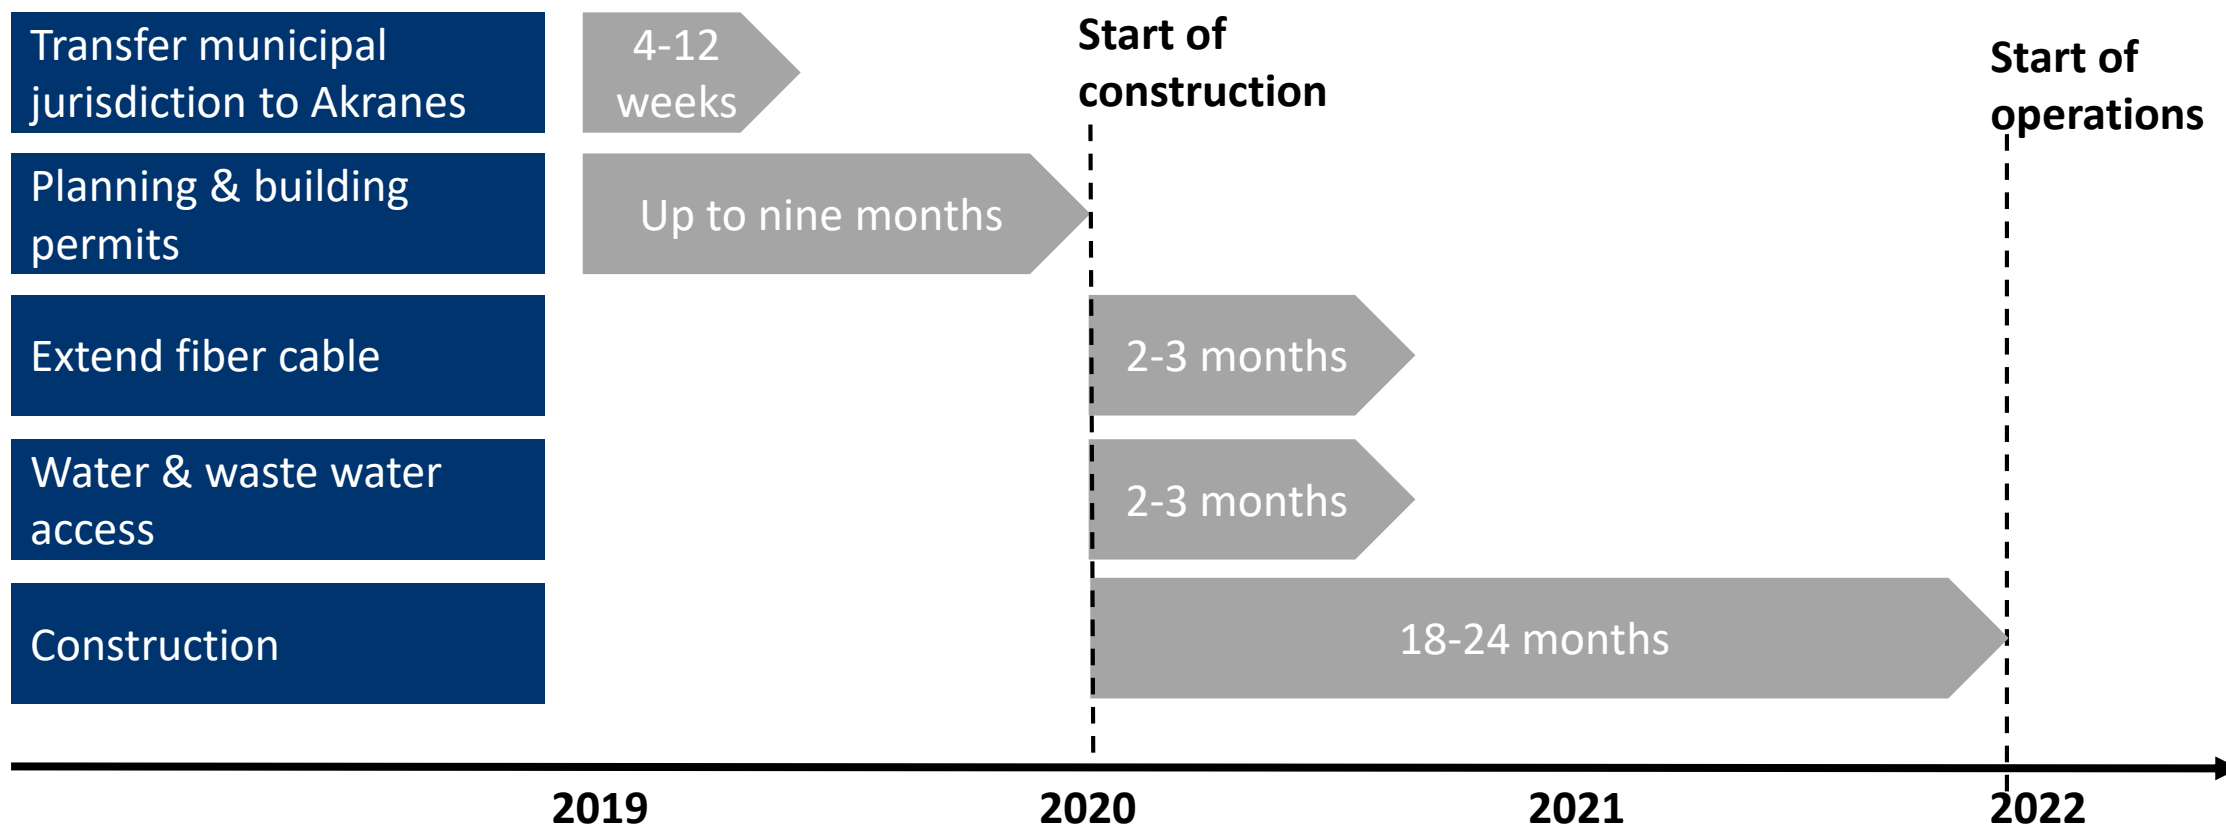 Transfer municipal
jurisdiction to Akranes
4-12
weeks
Start of
construction
Start of
operations
Planning & building
permits
Up to nine months
Extend fiber cable
2-3 months
Water & waste water
access
2-3 months
Construction
18-24 months
2019
2020
2021
2022